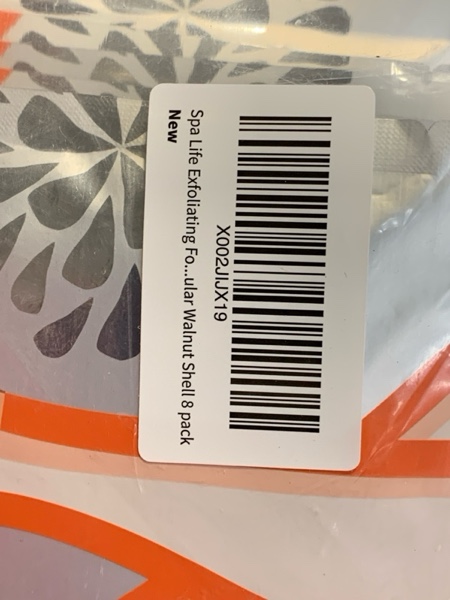 X002JIJX19
Spa Life Exfoliating Fo...ular Walnut Shell 8 pack
New